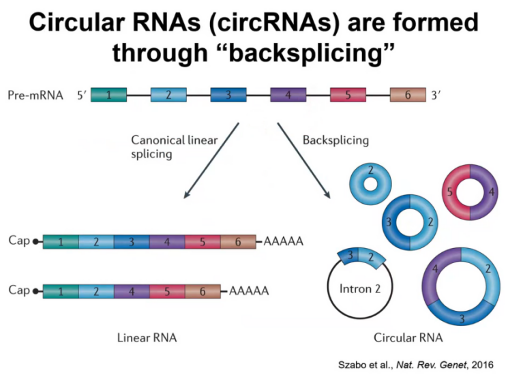 Circular RNAs (circRNAs) are formed
through “backsplicing”
Pre-mRNA 5′ 1 2 3 4 5 6 3′
Canonical linear
splicing
Backsplicing
2
5 4
3 2
Cap 1 2 3 4 5 6 AAAAA
3 2
Intron 2
4 2
3
Cap 1 2 4 5 6 AAAAA
Linear RNA
Circular RNA
Szabo et al., Nat. Rev. Genet, 2016